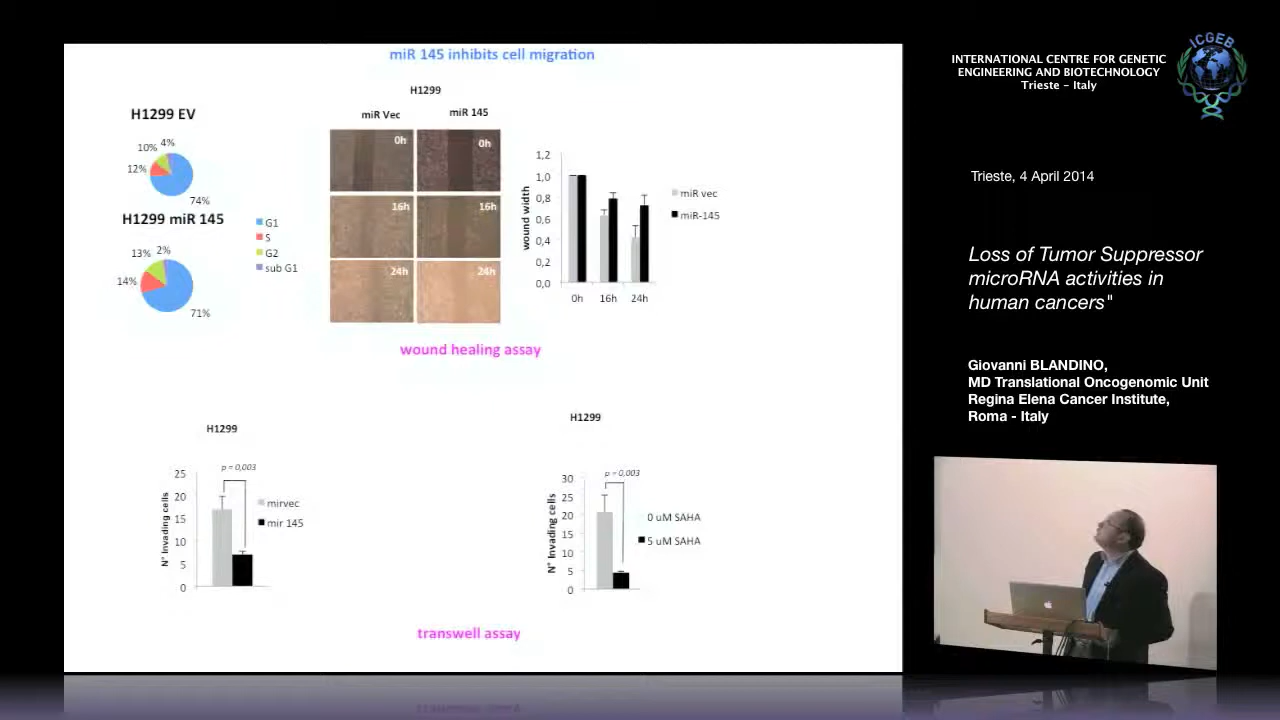 miR 145 inhibits cell migration
H1299 EV
10% 4%
12%
74%
H1299 miR 145
13% 2%
14%
71%
G1
S
G2
sub G1
H1299
miR Vec miR 145
0h 0h
16h 16h
24h 24h
wound width
1,2
1,0
0,8
0,6
0,4
0,2
0,0
0h 16h 24h
miR vec
miR-145
wound healing assay
H1299
p = 0,003
N° Invading cells
25
20
15
10
5
0
mirvec
mir 145
H1299
p = 0,003
N° Invading cells
30
25
20
15
10
5
0
0 uM SAHA
5 uM SAHA
transwell assay
INTERNATIONAL CENTRE FOR GENETIC
ENGINEERING AND BIOTECHNOLOGY
Trieste - Italy
ICGEB
Trieste, 4 April 2014
Loss of Tumor Suppressor
microRNA activities in
human cancers"
Giovanni BLANDINO,
MD Translational Oncogenomic Unit
Regina Elena Cancer Institute,
Roma - Italy